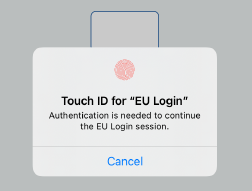 Touch ID for “EU Login”
Authentication is needed to continue
the EU Login session.
Cancel